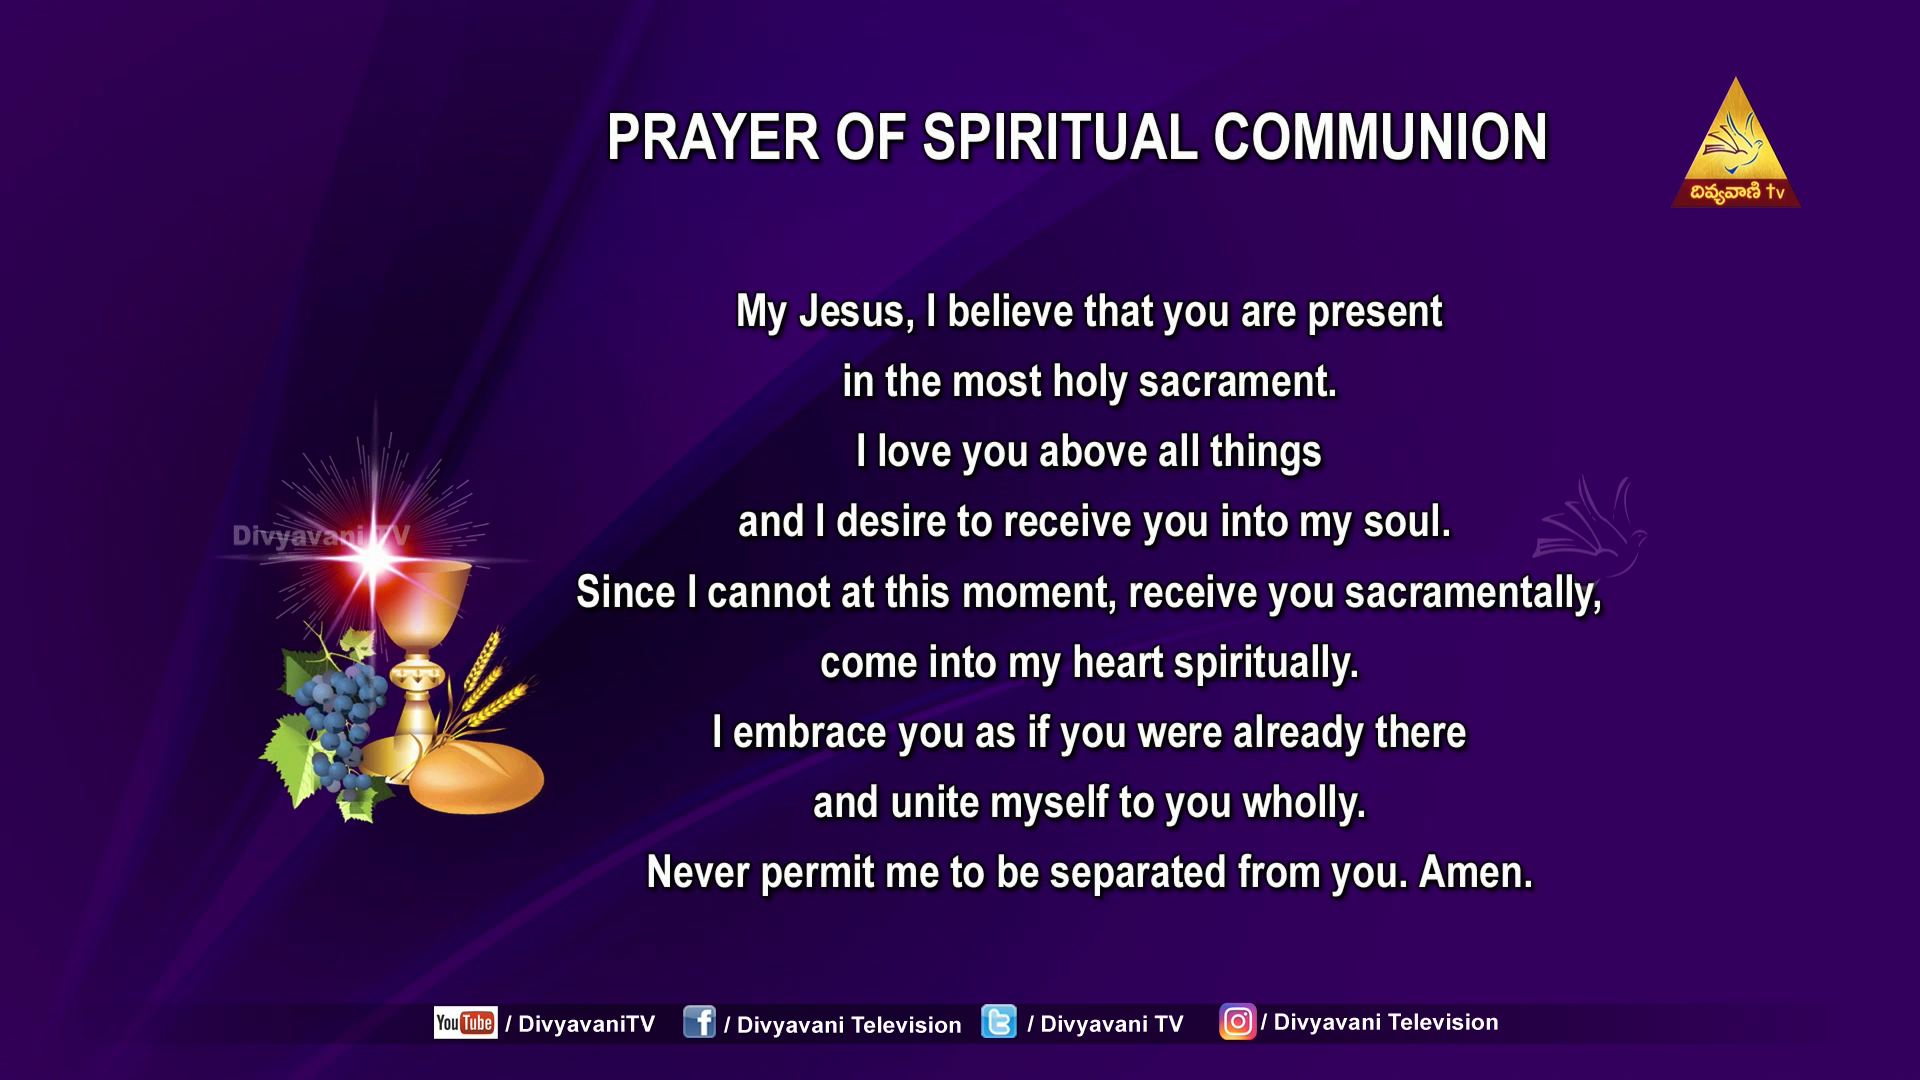 PRAYER OF SPIRITUAL COMMUNION
దివ్యవాణి tv
My Jesus, I believe that you are present
in the most holy sacrament.
I love you above all things
and I desire to receive you into my soul.
Since I cannot at this moment, receive you sacramentally,
come into my heart spiritually.
I embrace you as if you were already there
and unite myself to you wholly.
Never permit me to be separated from you. Amen.
Divyavani TV
YouTube / DivyavaniTV f / Divyavani Television / Divyavani TV / Divyavani Television